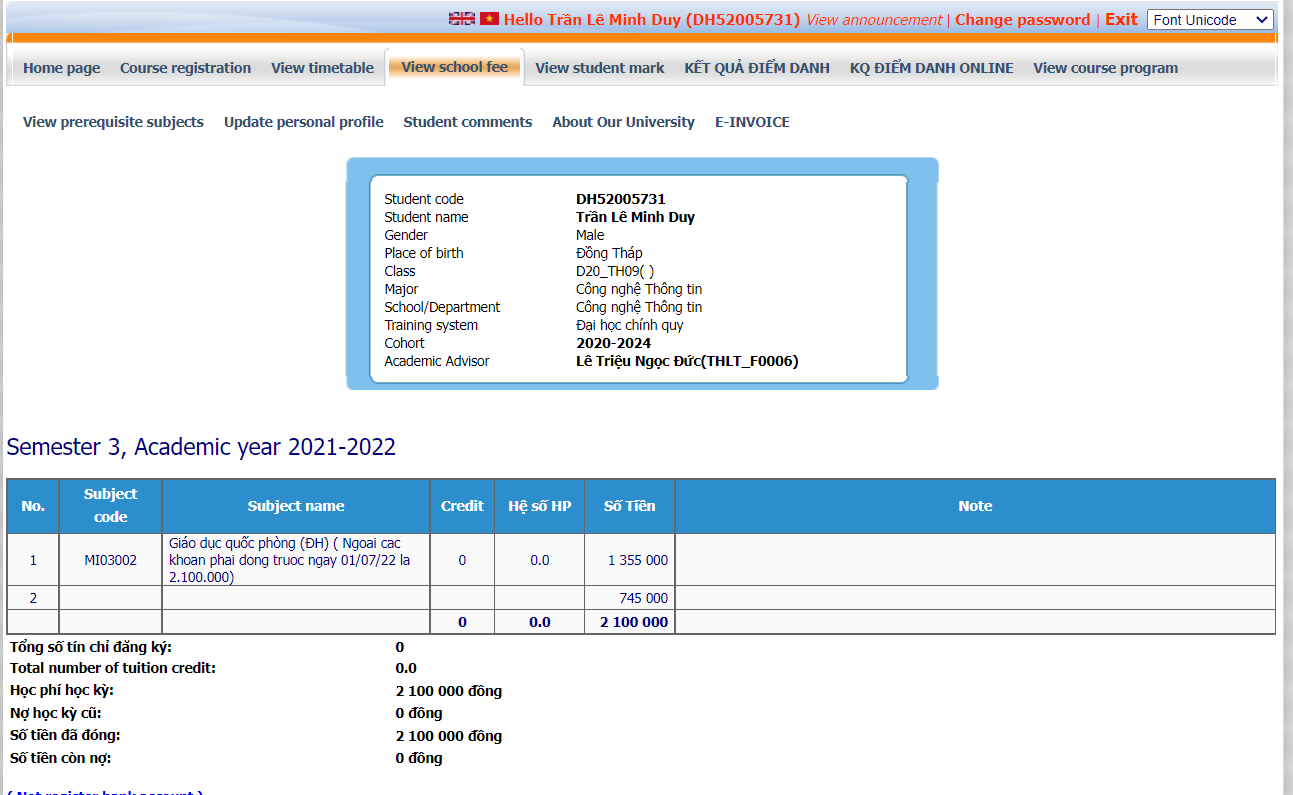 Hello Trần Lê Minh Duy (DH52005731) View announcement | Change password | Exit Font Unicode
Home page Course registration View timetable View school fee View student mark KẾT QUẢ ĐIỂM DANH KQ ĐIỂM DANH ONLINE View course program
View prerequisite subjects Update personal profile Student comments About Our University E-INVOICE
Student code DH52005731
Student name Trần Lê Minh Duy
Gender Male
Place of birth Đồng Tháp
Class D20_TH09( )
Major Công nghệ Thông tin
School/Department Công nghệ Thông tin
Training system Đại học chính quy
Cohort 2020-2024
Academic Advisor Lê Triệu Ngọc Đức(THLT_F0006)
Semester 3, Academic year 2021-2022
No. Subject code Subject name Credit Hệ số HP Số Tiền Note
1 MI03002 Giáo dục quốc phòng (ĐH) ( Ngoai cac
khoan phai dong truoc ngay 01/07/22 la
2.100.000) 0 0.0 1 355 000
2 745 000
0 0.0 2 100 000
Tổng số tín chỉ đăng ký: 0
Total number of tuition credit: 0.0
Học phí học kỳ: 2 100 000 đồng
Nợ học kỳ cũ: 0 đồng
Số tiền đã đóng: 2 100 000 đồng
Số tiền còn nợ: 0 đồng
( Not register bank account )